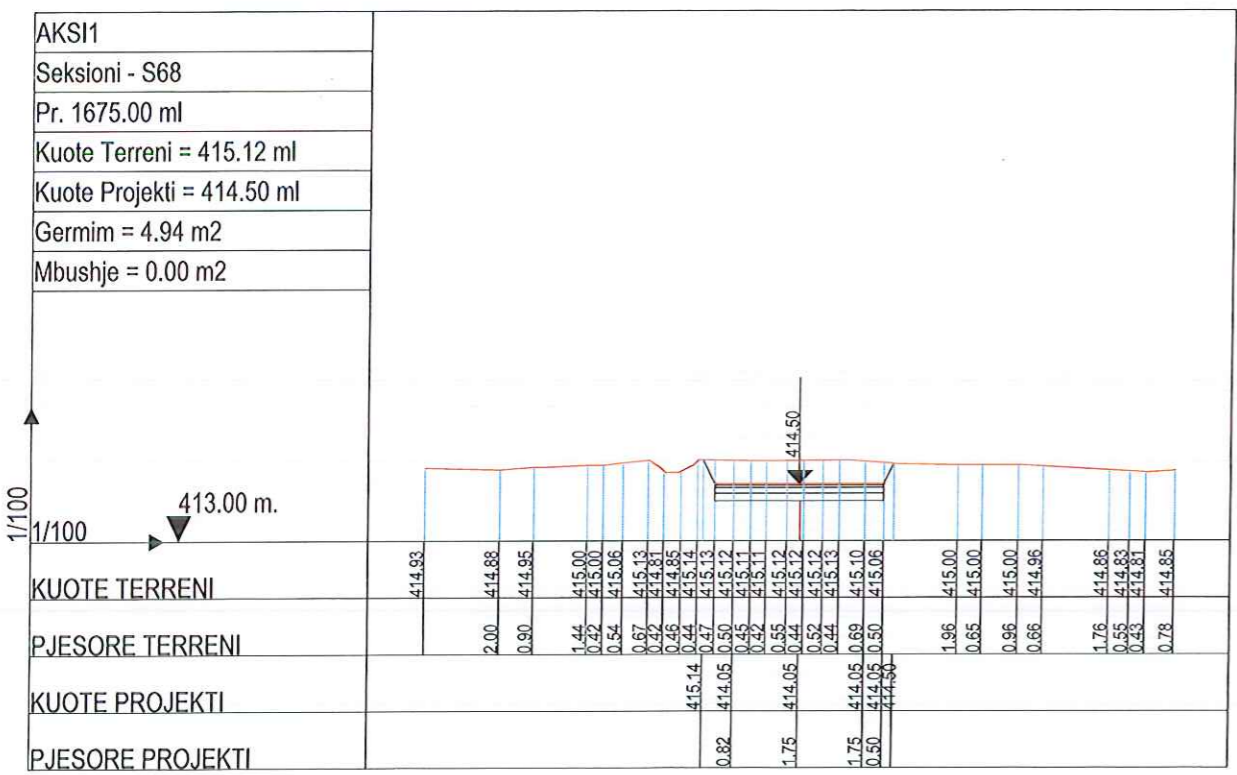 AKSI1
Seksioni - S68
Pr. 1675.00 ml
Kuote Terreni = 415.12 ml
Kuote Projekti = 414.50 ml
Germim = 4.94 m2
Mbushje = 0.00 m2
414.50
413.00 m.
1/100
1/100
KUOTE TERRENI 414.93 414.88 414.95 415.00 415.00 415.06 415.13 414.81 414.85 415.14 415.13 415.12 415.11 415.11 415.12 415.12 415.12 415.13 415.10 415.06 415.00 415.00 415.00 414.96 414.86 414.83 414.81 414.85
PJESORE TERRENI 2.00 0.90 1.44 0.42 0.54 0.67 0.42 0.46 0.44 0.47 0.50 0.45 0.42 0.55 0.44 0.52 0.44 0.69 0.50 1.96 0.65 0.96 0.66 1.76 0.55 0.43 0.78
KUOTE PROJEKTI 415.14 414.05 414.05 414.05 414.05 414.50
PJESORE PROJEKTI 0.82 1.75 1.75 0.50